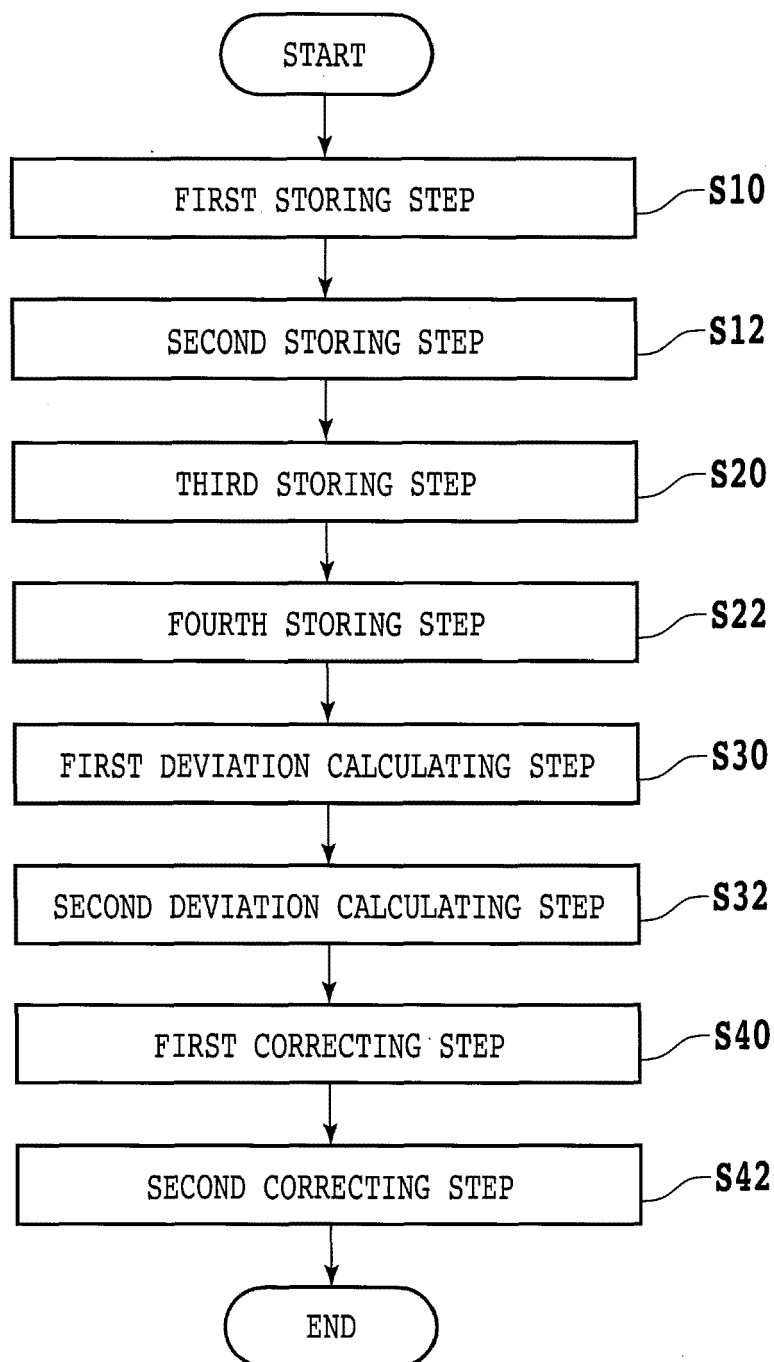 START
FIRST STORING STEP
S10
SECOND STORING STEP
S12
THIRD STORING STEP
S20
FOURTH STORING STEP
S22
FIRST DEVIATION CALCULATING STEP
S30
SECOND DEVIATION CALCULATING STEP
S32
FIRST CORRECTING STEP
S40
SECOND CORRECTING STEP
S42
END